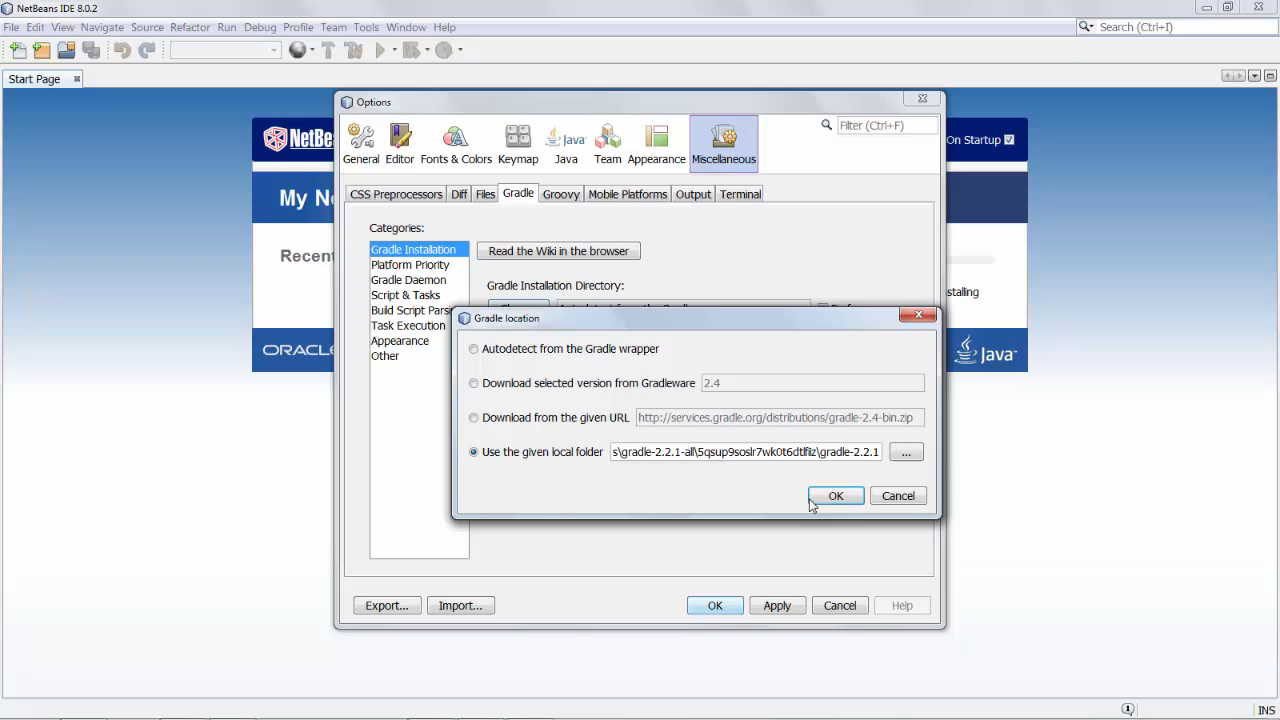 NetBeans IDE 8.0.2
File Edit View Navigate Source Refactor Run Debug Profile Team Tools Window Help
Search (Ctrl+I)
Start Page
Options
General Editor Fonts & Colors Keymap Java Team Appearance Miscellaneous
Filter (Ctrl+F)
NetBe
On Startup
CSS Preprocessors Diff Files Gradle Groovy Mobile Platforms Output Terminal
My Ne
Categories:
Gradle Installation
Platform Priority
Gradle Daemon
Script & Tasks
Build Script Parsi
Task Execution
Appearance
Other
Read the Wiki in the browser
Gradle Installation Directory:
Recent
stalling
ORACLE
Java
Gradle location
Autodetect from the Gradle wrapper
Download selected version from Gradleware 2.4
Download from the given URL http://services.gradle.org/distributions/gradle-2.4-bin.zip
Use the given local folder s\gradle-2.2.1-all\5qsup9soslr7wk0t6dtlfiiz\gradle-2.2.1 ...
OK Cancel
Export... Import... OK Apply Cancel Help
1
INS